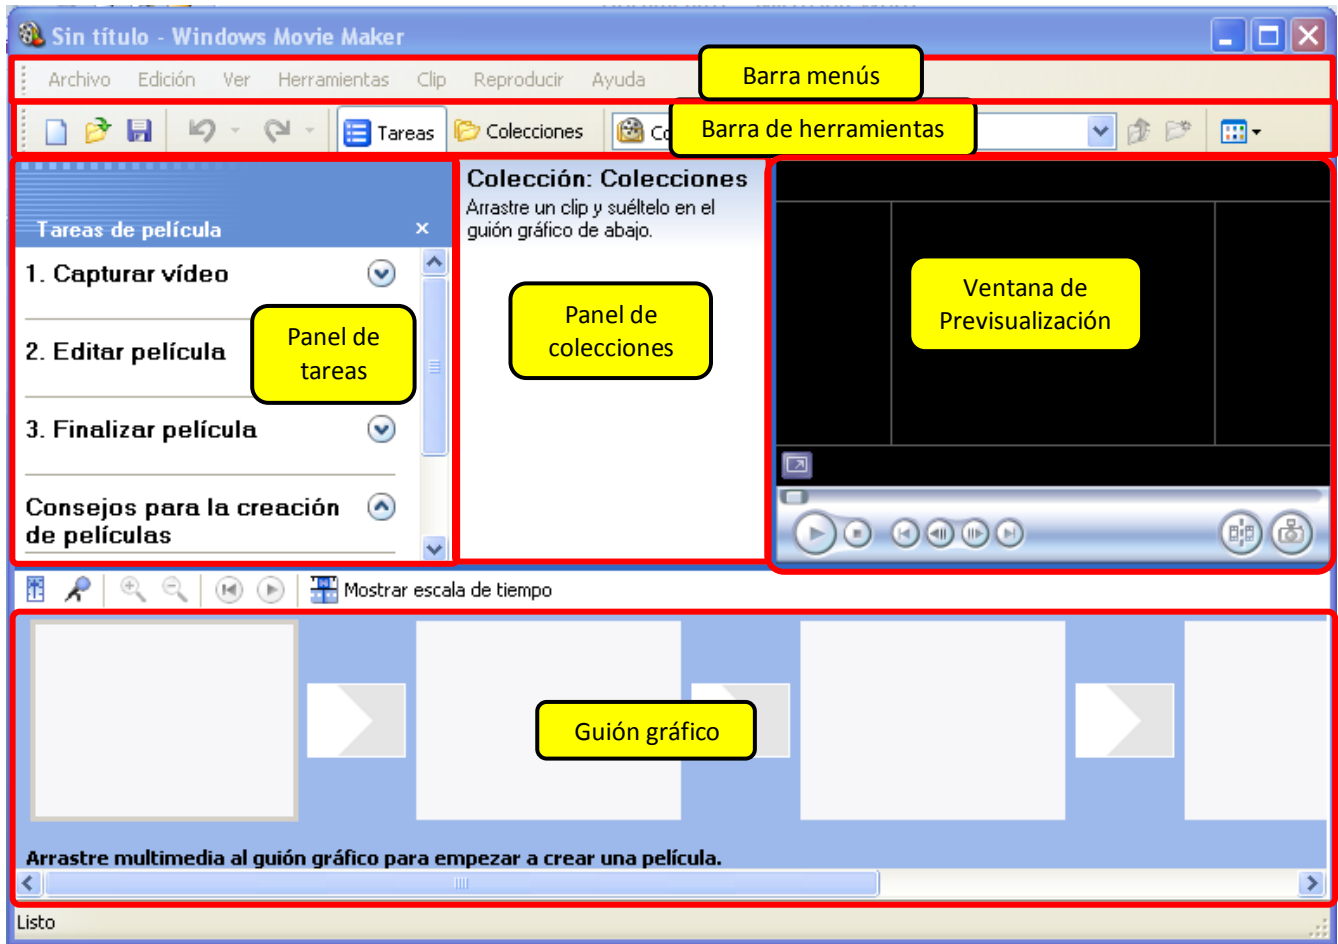 Sin título - Windows Movie Maker
Archivo Edición Ver Herramientas Clip Reproducir Ayuda
Barra menús
Tareas Colecciones Co
Barra de herramientas
Tareas de película
Colección: Colecciones
Arrastre un clip y suéltelo en el
guión gráfico de abajo.
1. Capturar vídeo
2. Editar película
3. Finalizar película
Consejos para la creación
de películas
Panel de
tareas
Panel de
colecciones
Ventana de
Previsualización
Mostrar escala de tiempo
Guión gráfico
Arrastre multimedia al guión gráfico para empezar a crear una película.
Listo